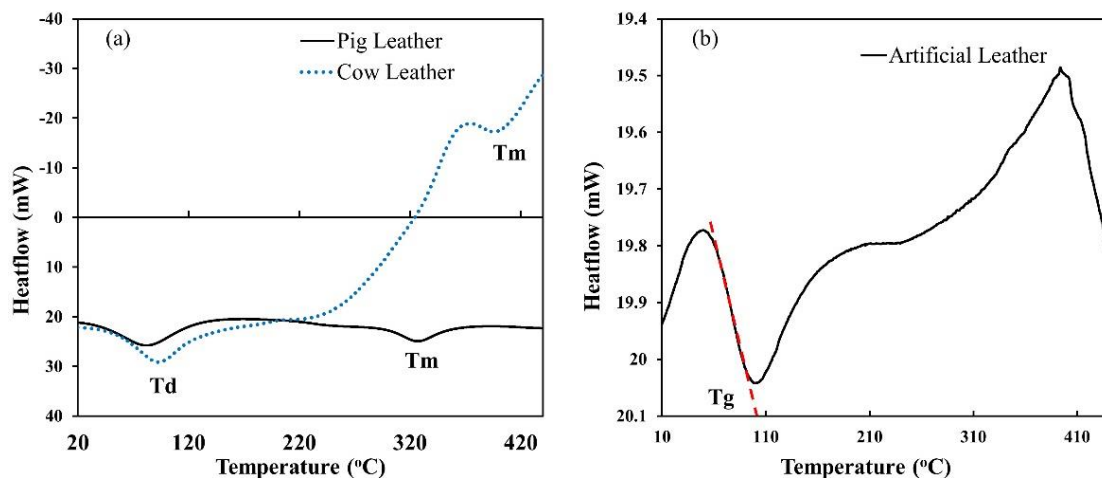 (a)
Pig Leather
Cow Leather
-40
-30
-20
-10
0
10
20
30
40
Heatflow (mW)
Tm
Td
Tm
20 120 220 320 420
Temperature (oC)
(b)
Artificial Leather
19.4
19.5
19.6
19.7
19.8
19.9
20
20.1
Heatflow (mW)
Tg
10 110 210 310 410
Temperature (oC)